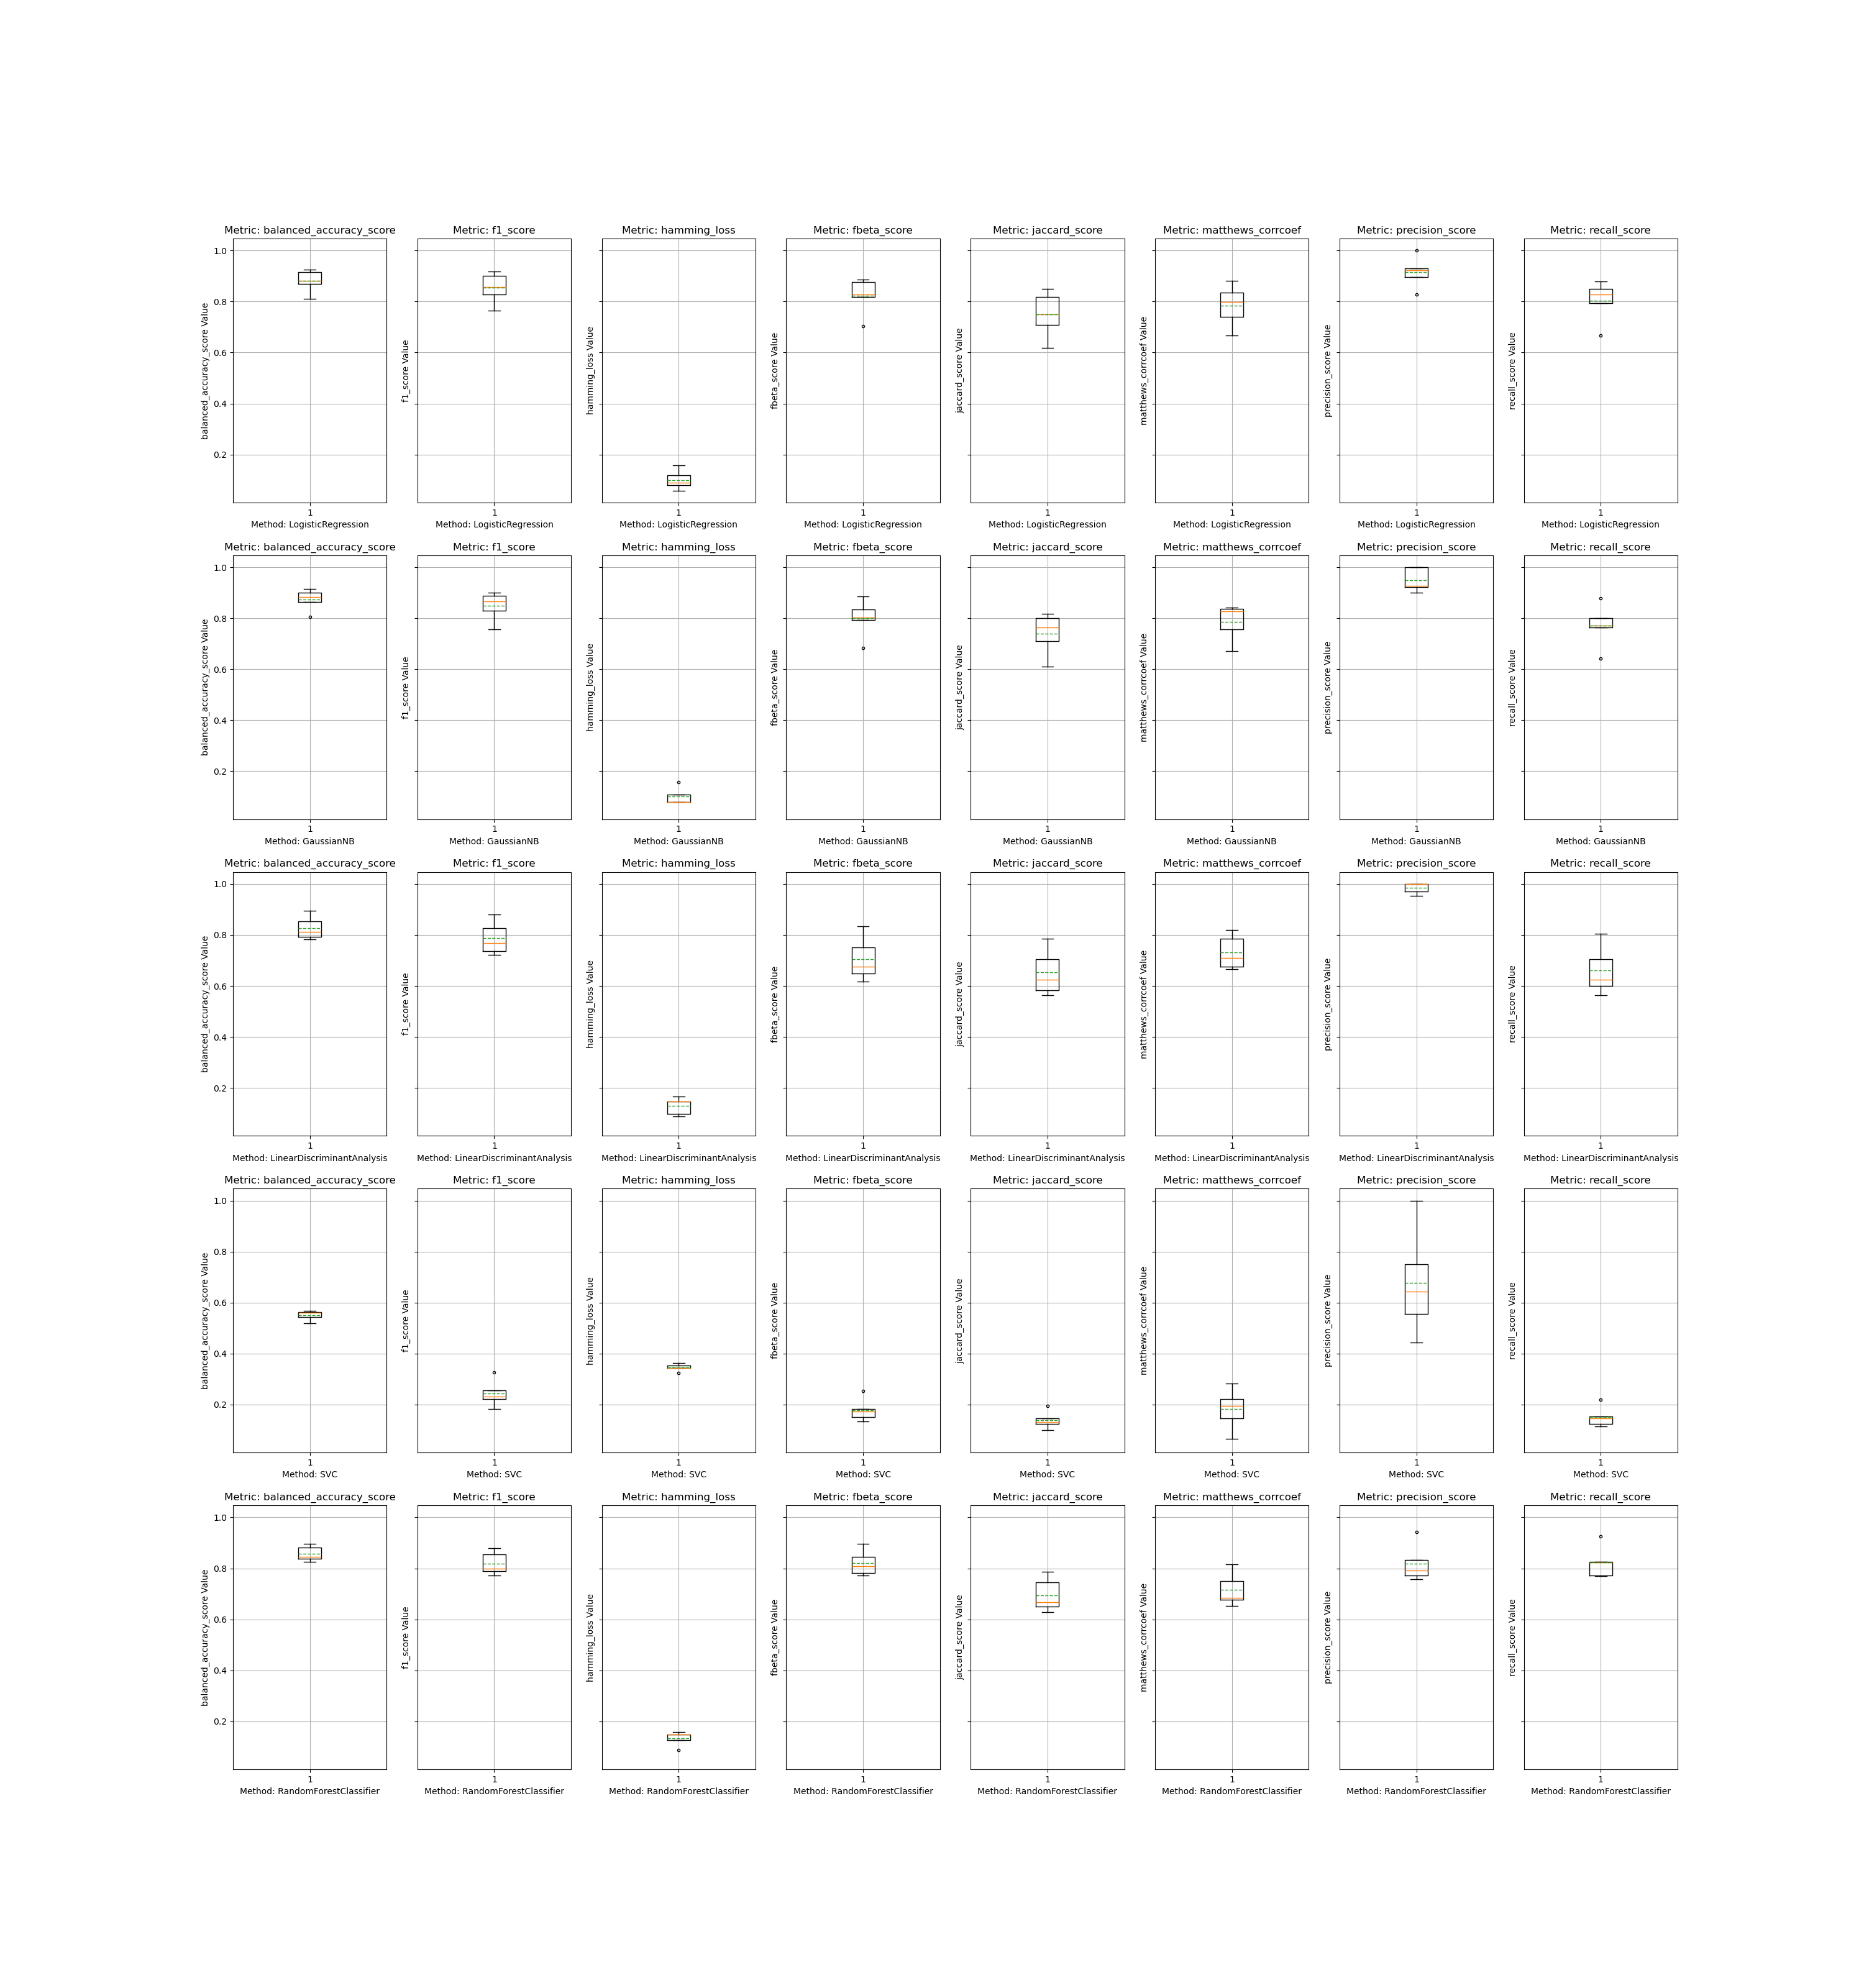 Metric: balanced_accuracy_score Metric: f1_score Metric: hamming_loss Metric: fbeta_score Metric: jaccard_score Metric: matthews_corrcoef Metric: precision_score Metric: recall_score
1.0
0.8
0.6
0.4
0.2
balanced_accuracy_score Value
f1_score Value
hamming_loss Value
fbeta_score Value
jaccard_score Value
matthews_corrcoef Value
precision_score Value
recall_score Value
1 1 1 1 1 1 1 1
Method: LogisticRegression Method: LogisticRegression Method: LogisticRegression Method: LogisticRegression Method: LogisticRegression Method: LogisticRegression Method: LogisticRegression Method: LogisticRegression
Metric: balanced_accuracy_score Metric: f1_score Metric: hamming_loss Metric: fbeta_score Metric: jaccard_score Metric: matthews_corrcoef Metric: precision_score Metric: recall_score
1.0
0.8
0.6
0.4
0.2
balanced_accuracy_score Value
f1_score Value
hamming_loss Value
fbeta_score Value
jaccard_score Value
matthews_corrcoef Value
precision_score Value
recall_score Value
1 1 1 1 1 1 1 1
Method: GaussianNB Method: GaussianNB Method: GaussianNB Method: GaussianNB Method: GaussianNB Method: GaussianNB Method: GaussianNB Method: GaussianNB
Metric: balanced_accuracy_score Metric: f1_score Metric: hamming_loss Metric: fbeta_score Metric: jaccard_score Metric: matthews_corrcoef Metric: precision_score Metric: recall_score
1.0
0.8
0.6
0.4
0.2
balanced_accuracy_score Value
f1_score Value
hamming_loss Value
fbeta_score Value
jaccard_score Value
matthews_corrcoef Value
precision_score Value
recall_score Value
1 1 1 1 1 1 1 1
Method: LinearDiscriminantAnalysis Method: LinearDiscriminantAnalysis Method: LinearDiscriminantAnalysis Method: LinearDiscriminantAnalysis Method: LinearDiscriminantAnalysis Method: LinearDiscriminantAnalysis Method: LinearDiscriminantAnalysis Method: LinearDiscriminantAnalysis
Metric: balanced_accuracy_score Metric: f1_score Metric: hamming_loss Metric: fbeta_score Metric: jaccard_score Metric: matthews_corrcoef Metric: precision_score Metric: recall_score
1.0
0.8
0.6
0.4
0.2
balanced_accuracy_score Value
f1_score Value
hamming_loss Value
fbeta_score Value
jaccard_score Value
matthews_corrcoef Value
precision_score Value
recall_score Value
1 1 1 1 1 1 1 1
Method: SVC Method: SVC Method: SVC Method: SVC Method: SVC Method: SVC Method: SVC Method: SVC
Metric: balanced_accuracy_score Metric: f1_score Metric: hamming_loss Metric: fbeta_score Metric: jaccard_score Metric: matthews_corrcoef Metric: precision_score Metric: recall_score
1.0
0.8
0.6
0.4
0.2
balanced_accuracy_score Value
f1_score Value
hamming_loss Value
fbeta_score Value
jaccard_score Value
matthews_corrcoef Value
precision_score Value
recall_score Value
1 1 1 1 1 1 1 1
Method: RandomForestClassifier Method: RandomForestClassifier Method: RandomForestClassifier Method: RandomForestClassifier Method: RandomForestClassifier Method: RandomForestClassifier Method: RandomForestClassifier Method: RandomForestClassifier